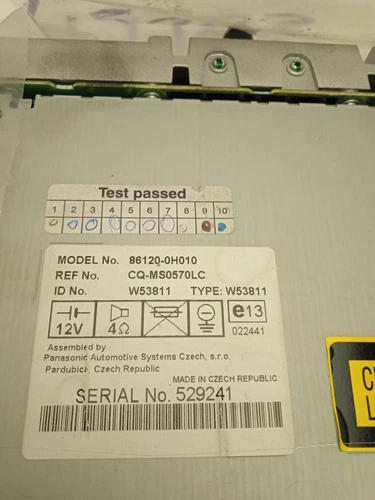 Test passed
1 2 3 4 5 6 7 8 9 10
MODEL No. 86120-0H010
REF No. CQ-MS0570LC
ID No. W53811 TYPE: W53811
12V 4Ω e13
022441
Assembled by
Panasonic Automotive Systems Czech, s.r.o.
Pardubice, Czech Republic
MADE IN CZECH REPUBLIC
SERIAL No. 529241